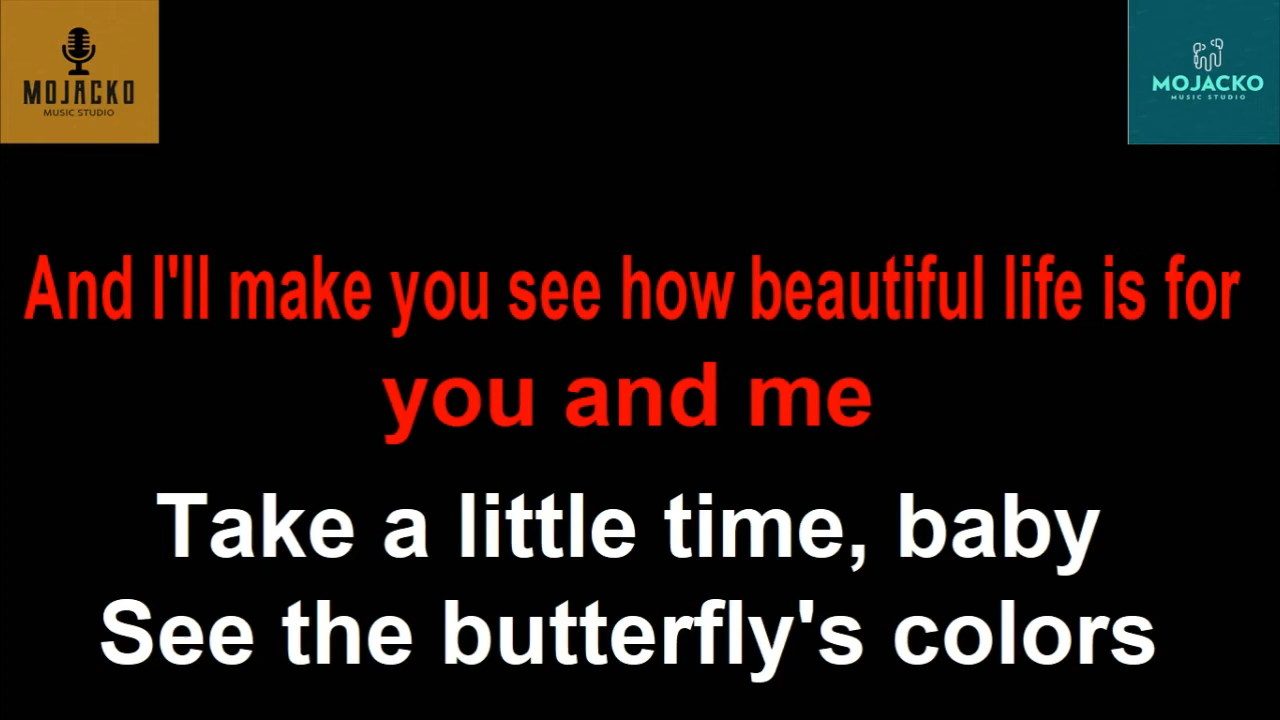 MOJACKO
MUSIC STUDIO
MOJACKO
MUSIC STUDIO
And I'll make you see how beautiful life is for
you and me
Take a little time, baby
See the butterfly's colors